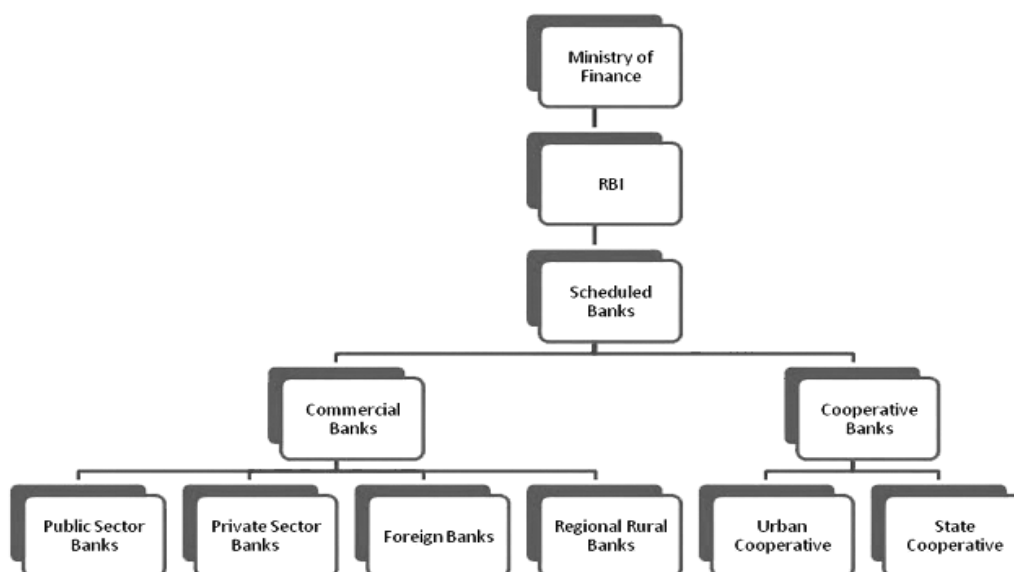 Ministry of
Finance
RBI
Scheduled
Banks
Commercial
Banks
Cooperative
Banks
Public Sector
Banks
Private Sector
Banks
Foreign Banks
Regional Rural
Banks
Urban
Cooperative
State
Cooperative